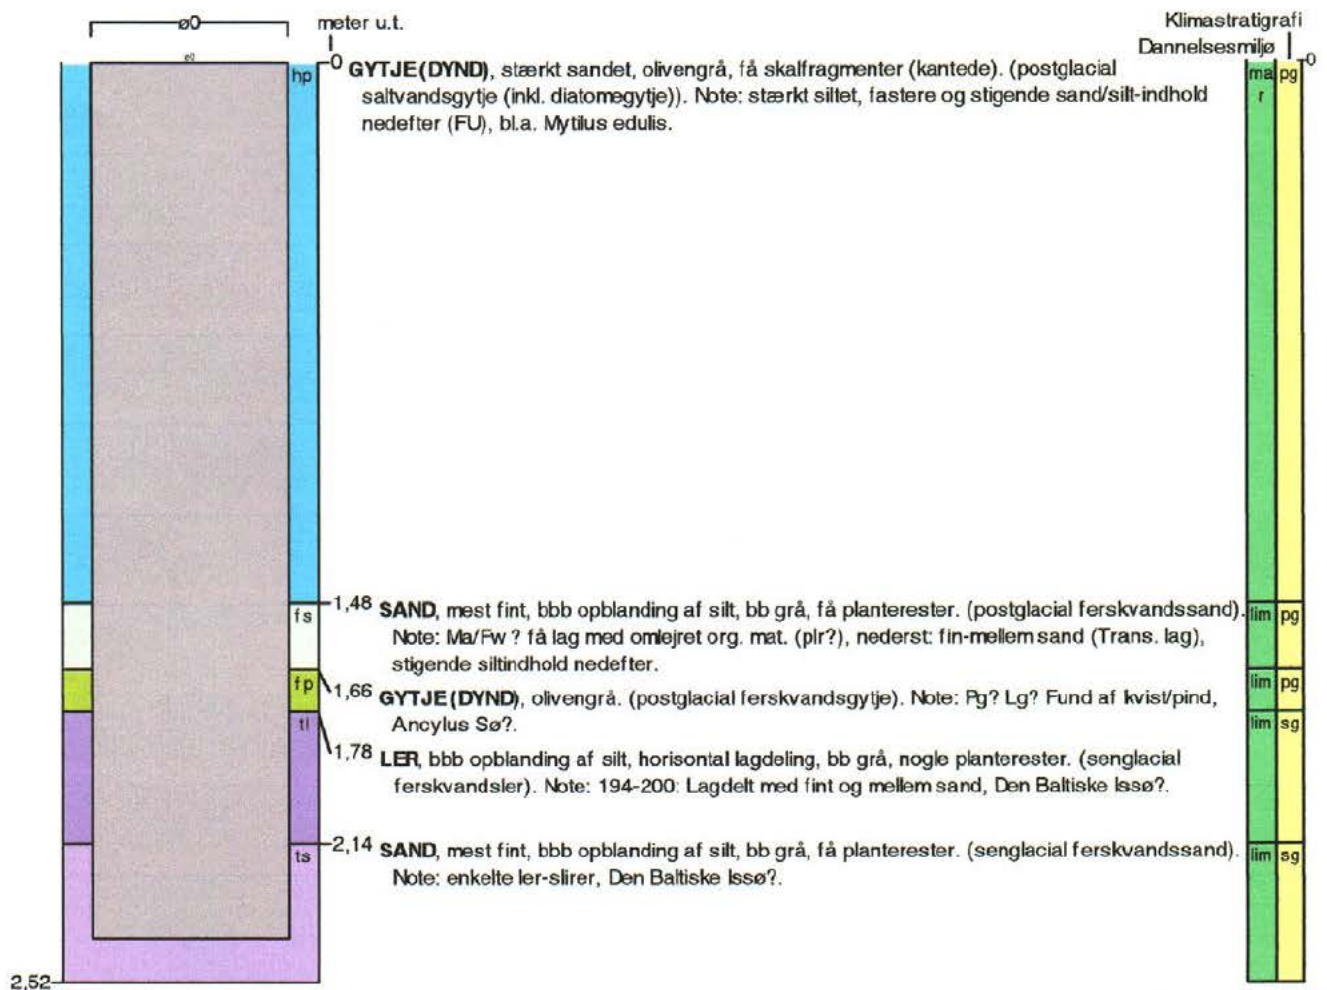 ø0
meter u.t.
Klimastratigrafi
Dannelsesmiljø
ø0
0
0
hp
GYTJE(DYND), stærkt sandet, olivengrå, få skalfragmenter (kantede). (postglacial
saltvandsgytje (inkl. diatomegytje)). Note: stærkt siltet, fastere og stigende sand/silt-indhold
nedefter (FU), bl.a. Mytilus edulis.
ma
r
pg
1,48
fs
SAND, mest fint, bbb opblanding af silt, bb grå, få planterester. (postglacial ferskvandssand).
Note: Ma/Fw ? få lag med omlejret org. mat. (plr?), nederst: fin-mellem sand (Trans. lag),
stigende siltindhold nedefter.
lim pg
fp
1,66
GYTJE(DYND), olivengrå. (postglacial ferskvandsgytje). Note: Pg? Lg? Fund af kvist/pind,
Ancylus Sø?.
lim pg
tl
1,78
LER, bbb opblanding af silt, horisontal lagdeling, bb grå, nogle planterester. (senglacial
ferskvandsler). Note: 194-200: Lagdelt med fint og mellem sand, Den Baltiske Issø?.
lim sg
2,14
ts
SAND, mest fint, bbb opblanding af silt, bb grå, få planterester. (senglacial ferskvandssand).
Note: enkelte ler-slirer, Den Baltiske Issø?.
lim sg
2,52